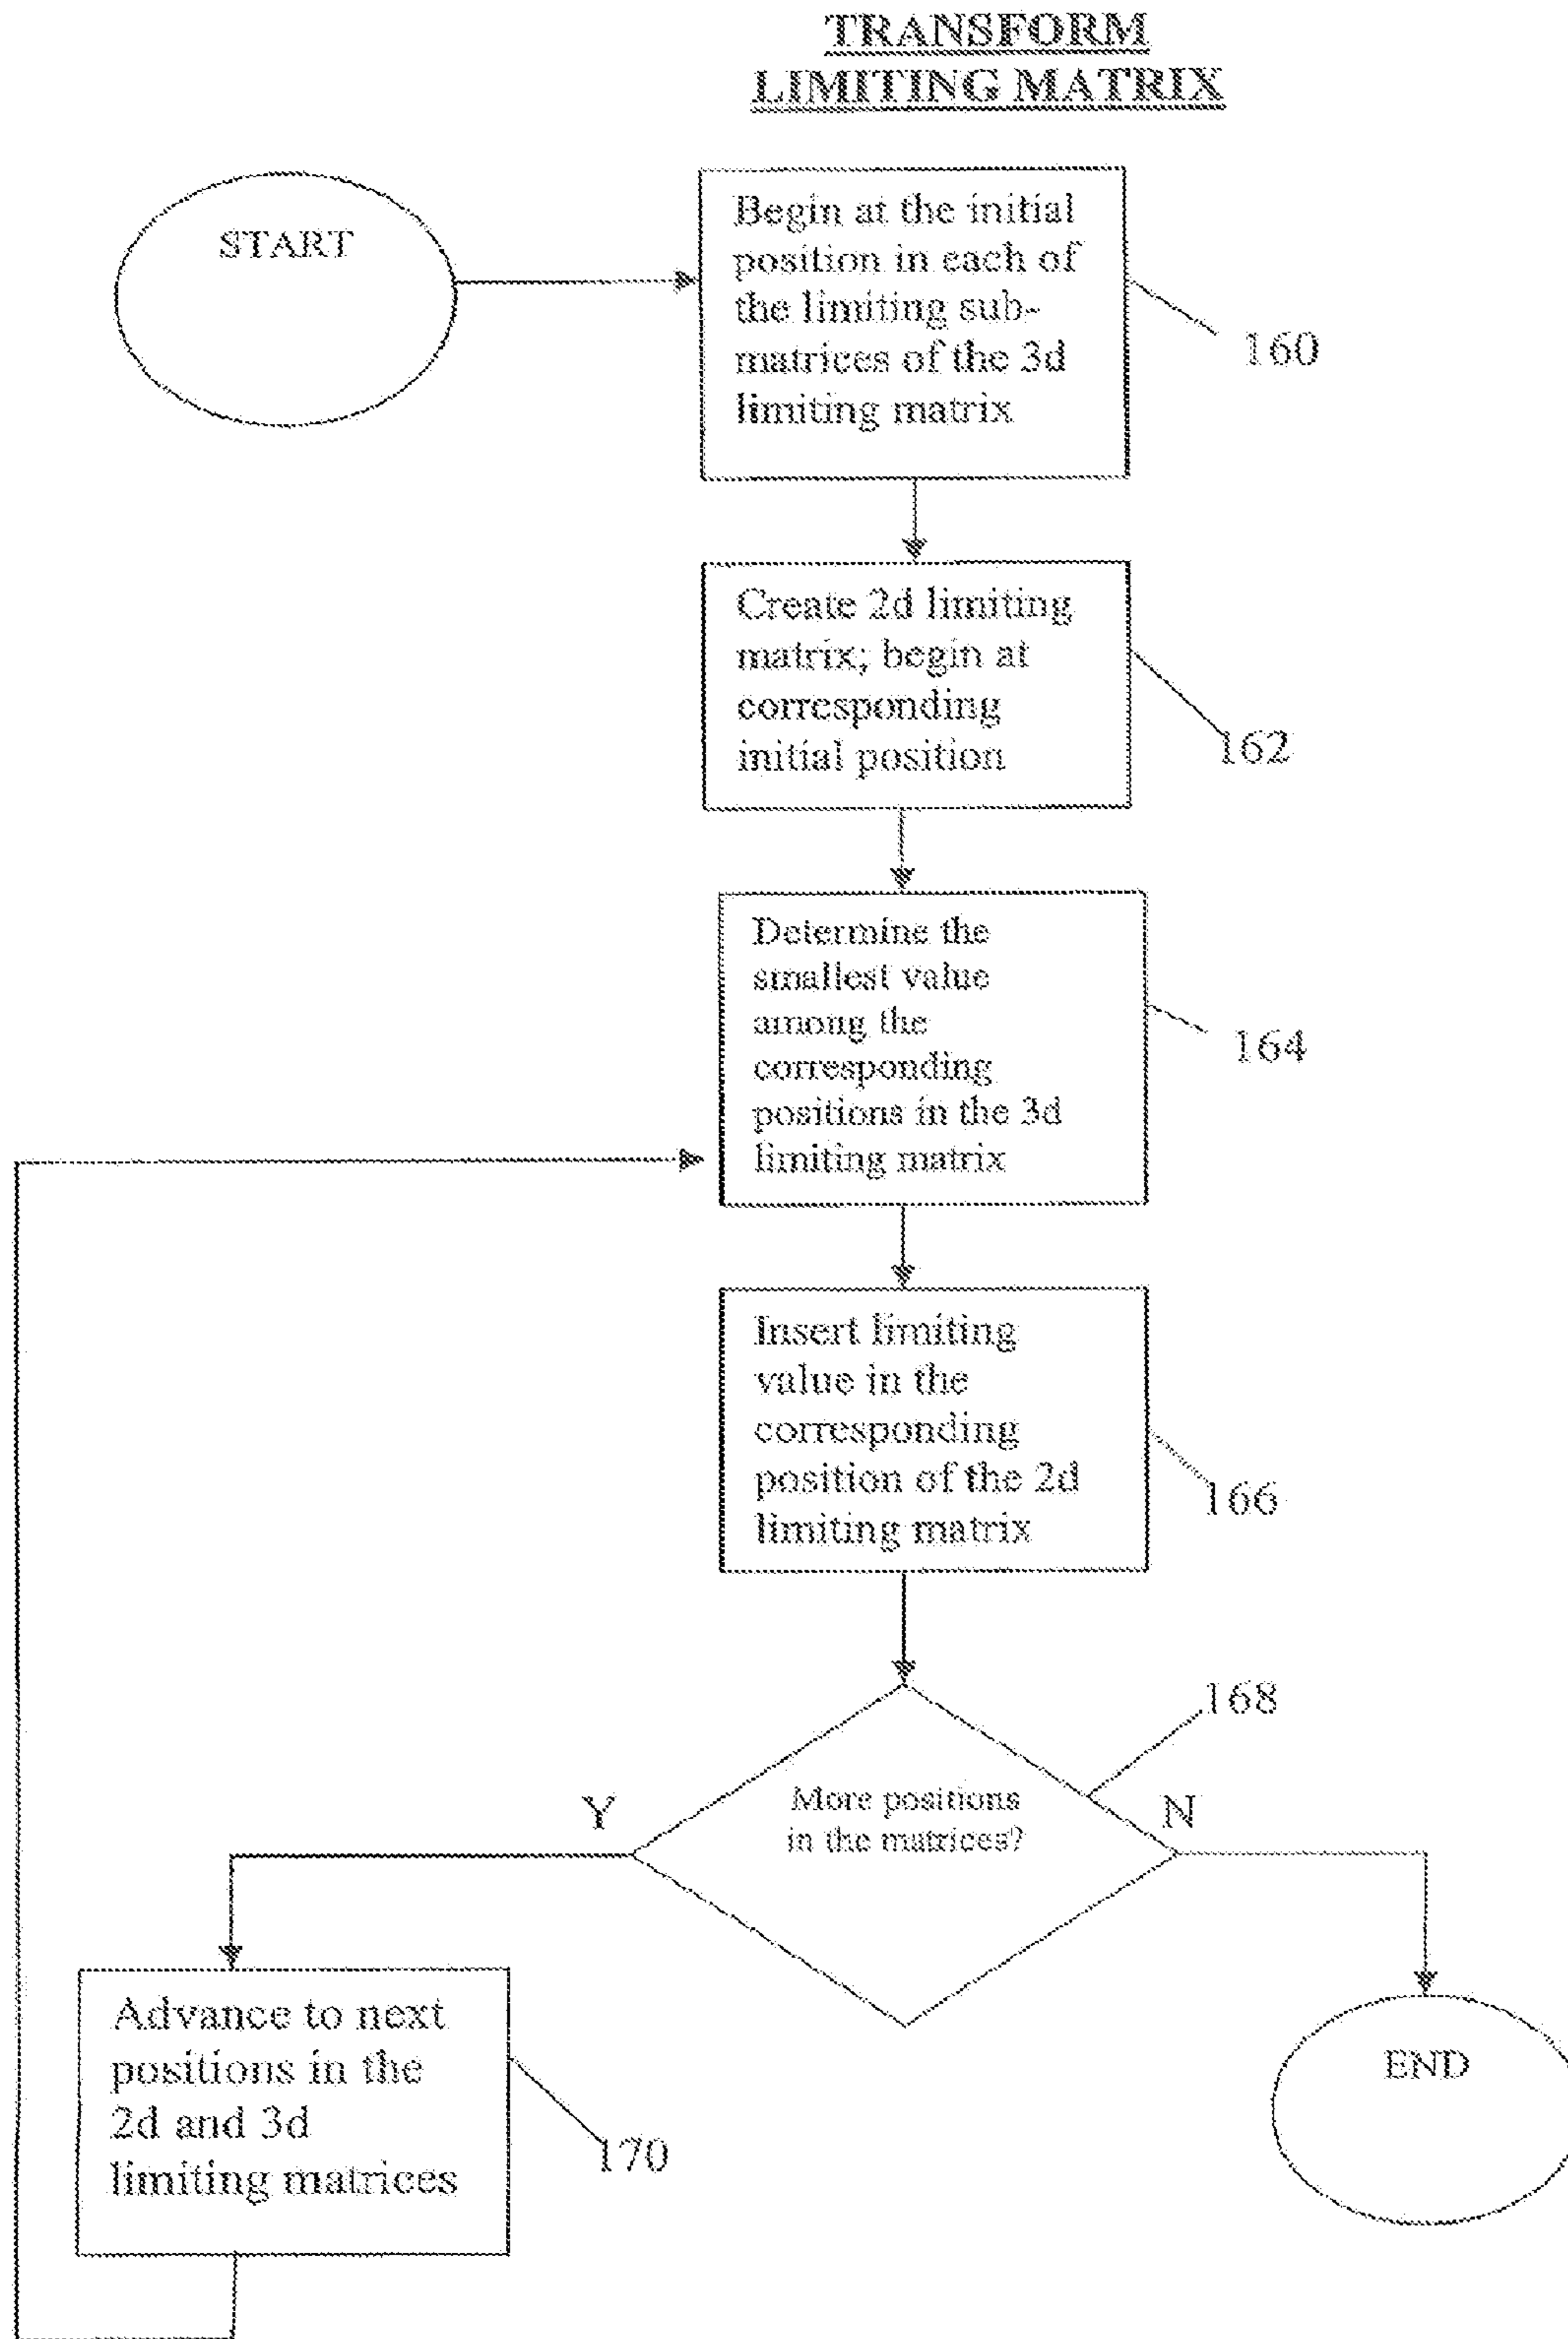 TRANSFORM
LIMITING MATRIX
START
Begin at the initial
position in each of
the limiting sub-
matrices of the 3d
limiting matrix
160
Create 2d limiting
matrix; begin at
corresponding
initial position
162
Determine the
smallest value
among the
corresponding
positions in the 3d
limiting matrix
164
Insert limiting
value in the
corresponding
position of the 2d
limiting matrix
166
168
More positions
in the matrices?
Y
N
Advance to next
positions in the
2d and 3d
limiting matrices
170
END